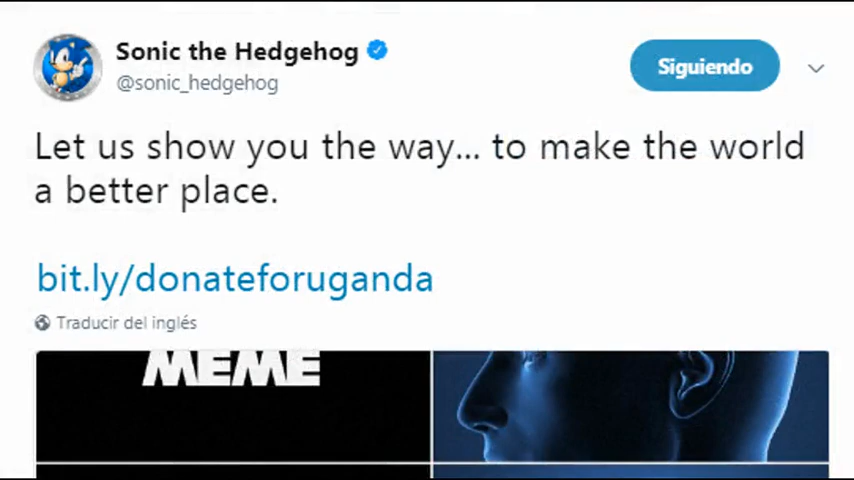 Sonic the Hedgehog
@sonic_hedgehog
Siguiendo
Let us show you the way... to make the world
a better place.
bit.ly/donateforuganda
Traducir del inglés
MEME